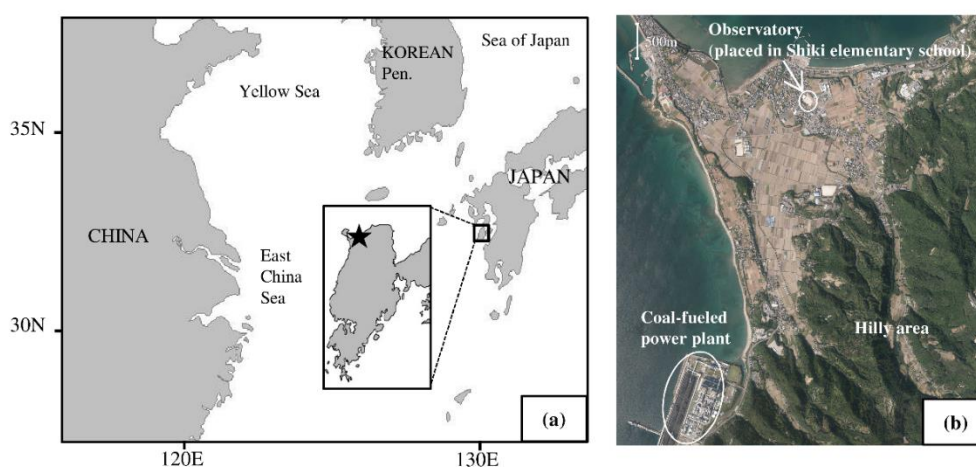 Sea of Japan
KOREAN
Pen.
Yellow Sea
35N
JAPAN
CHINA
East
China
Sea
30N
(a)
120E
130E
500m
Observatory
(placed in Shiki elementary school)
Coal-fueled
power plant
Hilly area
(b)